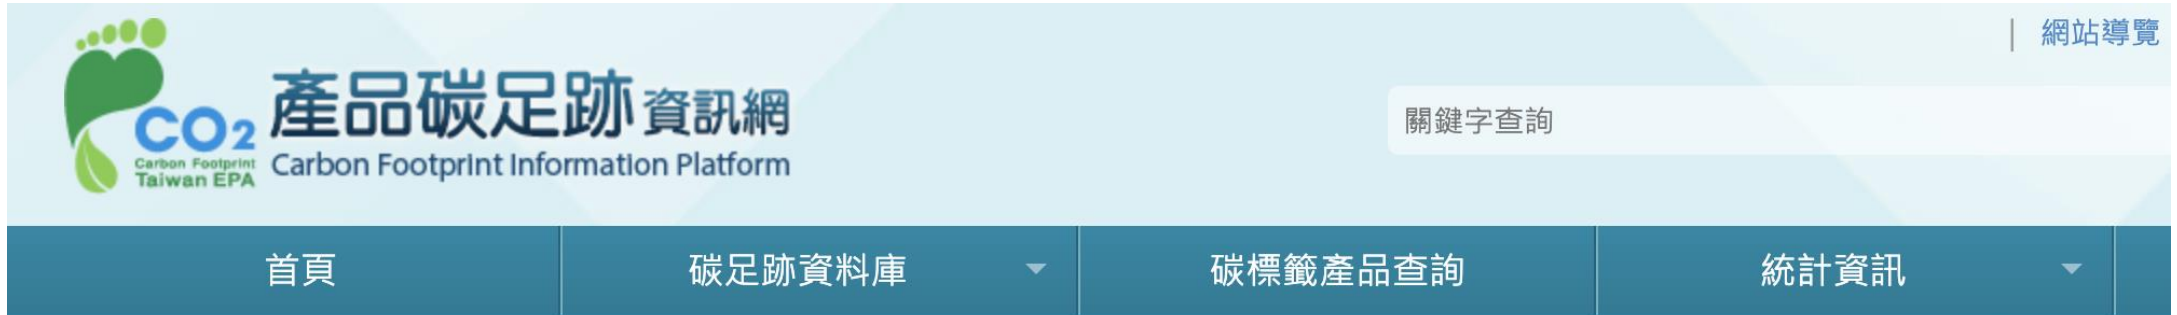 網站導覽
CO2
Carbon Footprint
Taiwan EPA
產品碳足跡資訊網
Carbon Footprint Information Platform
關鍵字查詢
首頁 碳足跡資料庫 碳標籤產品查詢 統計資訊